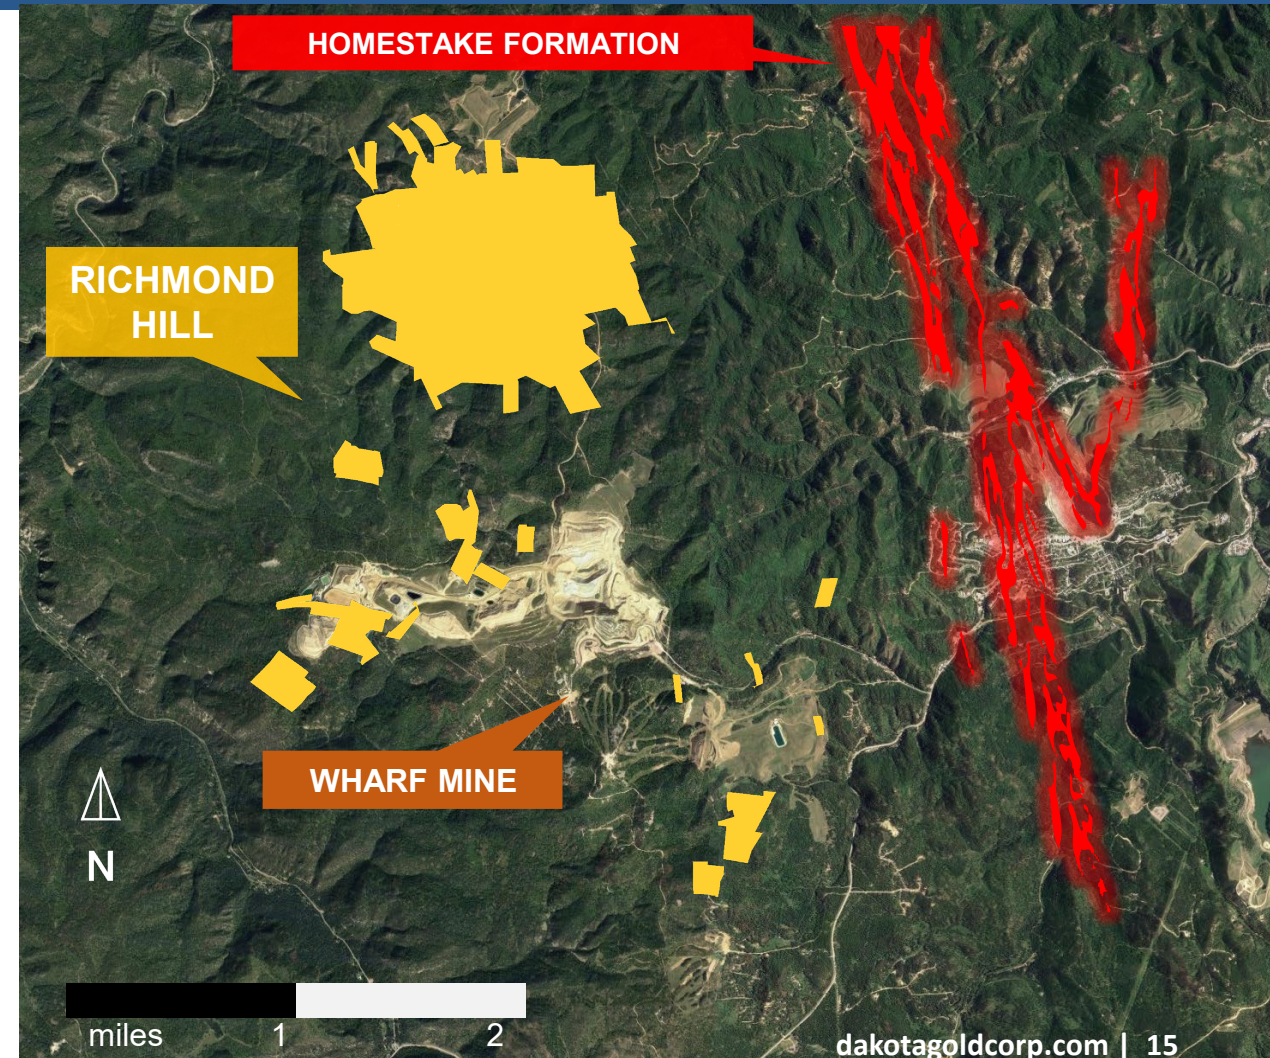 HOMESTAKE FORMATION
RICHMOND
HILL
WHARF MINE
N
miles 1 2
dakotagoldcorp.com | 15